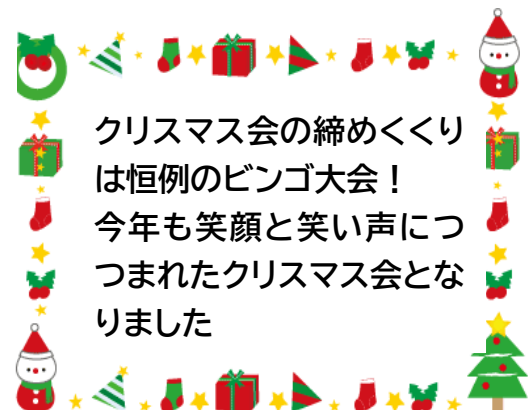 クリスマス会の締めくくり
は恒例のビンゴ大会！
今年も笑顔と笑い声につ
つまれたクリスマス会とな
りました